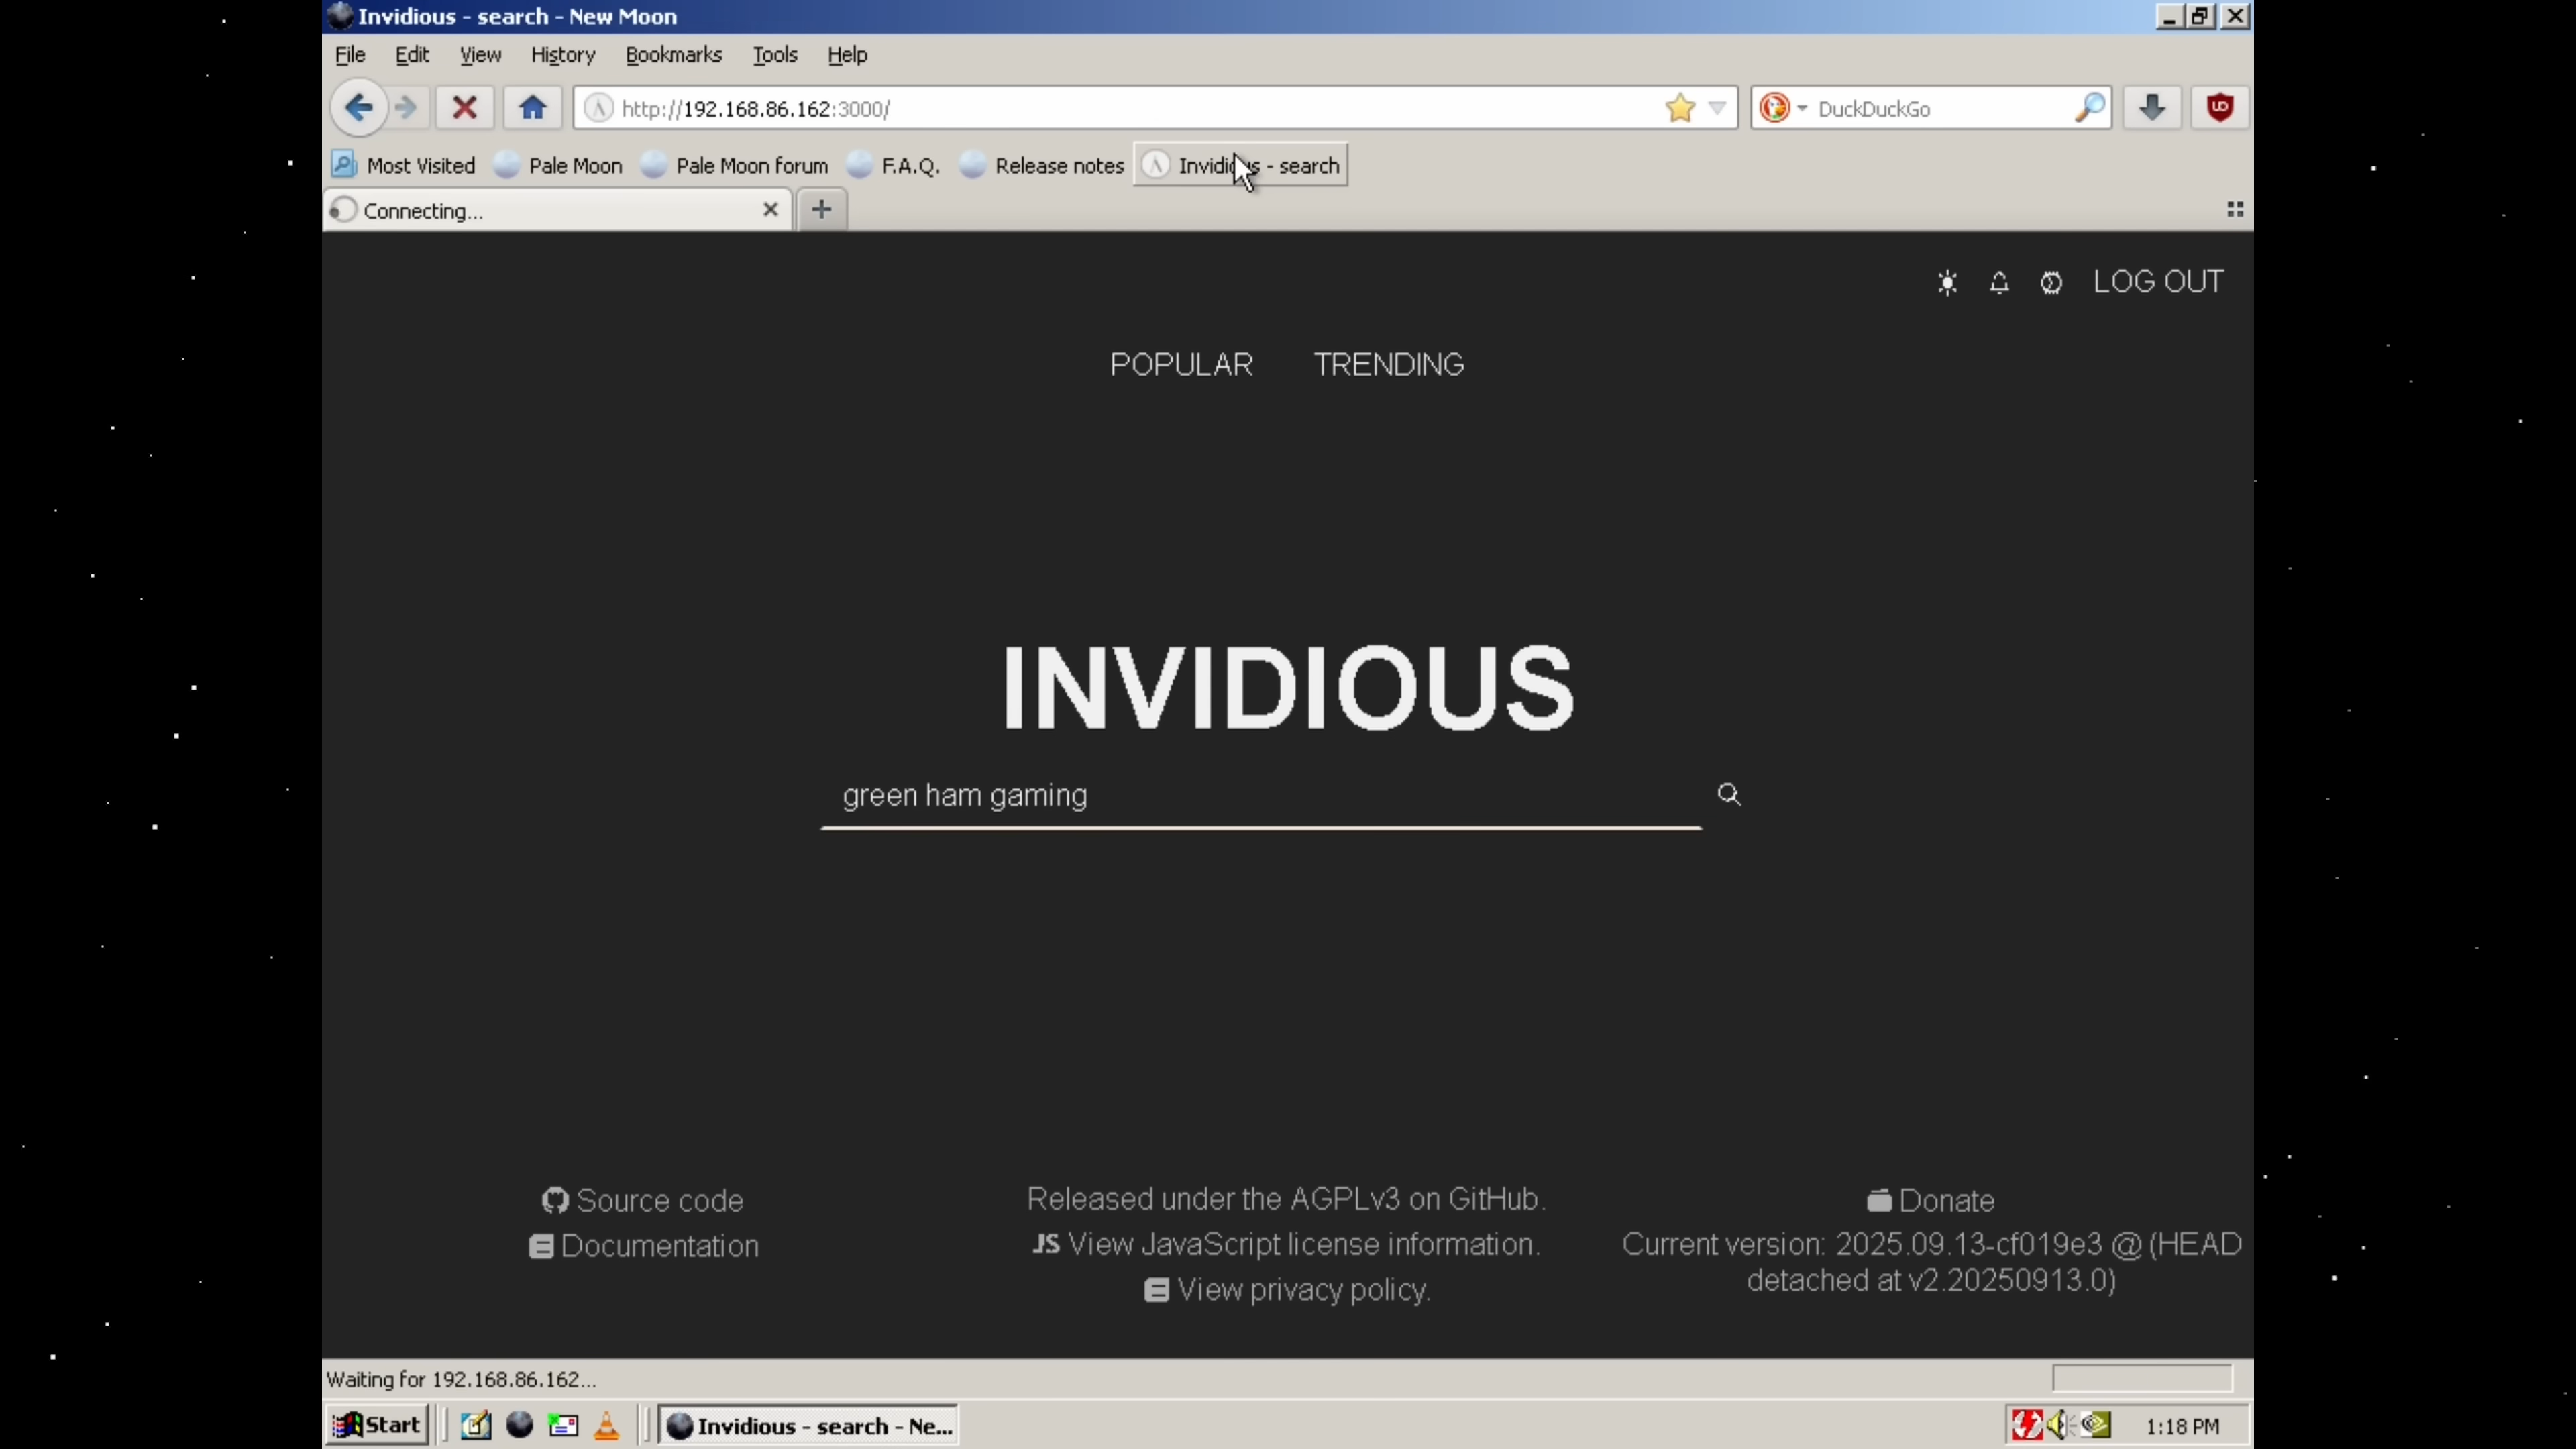 Invidious - search - New Moon
File Edit View History Bookmarks Tools Help
http://192.168.86.162:3000/ DuckDuckGo
Most Visited Pale Moon Pale Moon forum F.A.Q. Release notes Invidious - search
Connecting...
LOG OUT
POPULAR TRENDING
INVIDIOUS
green ham gaming
Source code
Documentation
Released under the AGPLv3 on GitHub.
JS View JavaScript license information.
View privacy policy.
Donate
Current version: 2025.09.13-cf019e3 @ (HEAD
detached at v2.20250913.0)
Waiting for 192.168.86.162...
Start Invidious - search - Ne... 1:18 PM